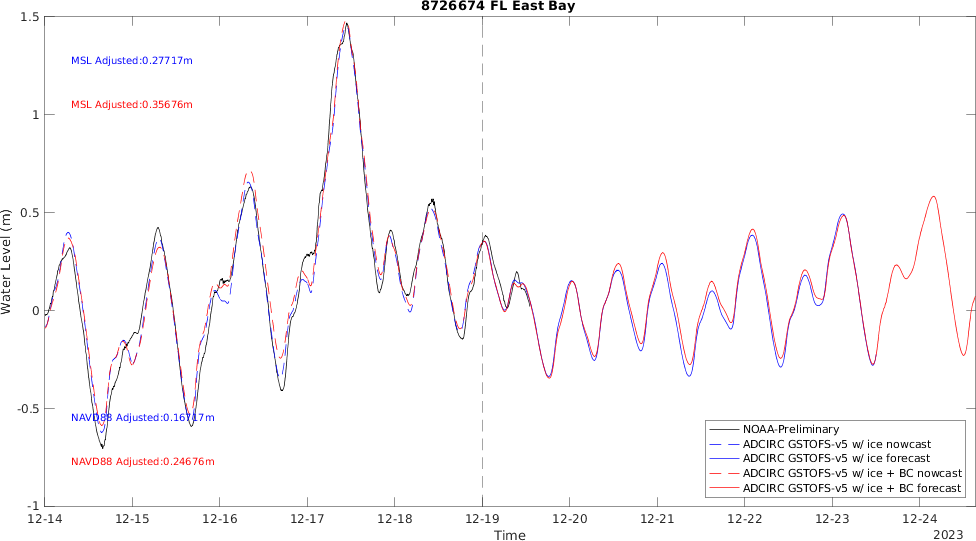 8726674 FL East Bay
1.5
1
0.5
0
-0.5
-1
Water Level (m)
MSL Adjusted:0.27717m
MSL Adjusted:0.35676m
NAVD88 Adjusted:0.16717m
NAVD88 Adjusted:0.24676m
NOAA-Preliminary
ADCIRC GSTOFS-v5 w/ ice nowcast
ADCIRC GSTOFS-v5 w/ ice forecast
ADCIRC GSTOFS-v5 w/ ice + BC nowcast
ADCIRC GSTOFS-v5 w/ ice + BC forecast
12-14 12-15 12-16 12-17 12-18 12-19 12-20 12-21 12-22 12-23 12-24
Time
2023